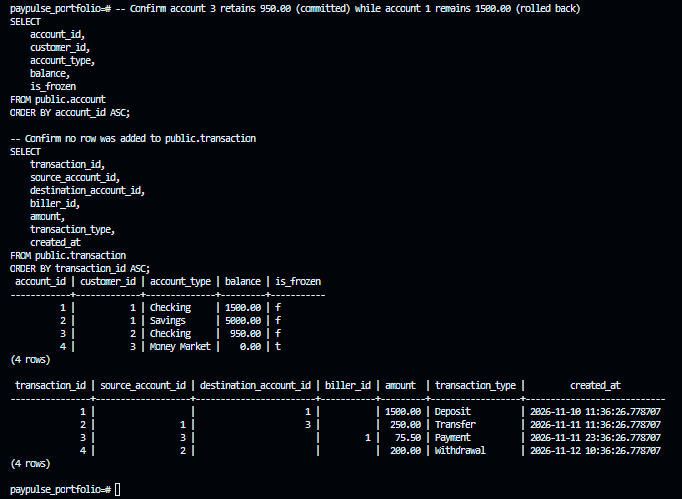 paypulse_portfolio=# -- Confirm account 3 retains 950.00 (committed) while account 1 remains 1500.00 (rolled back)
SELECT
    account_id,
    customer_id,
    account_type,
    balance,
    is_frozen
FROM public.account
ORDER BY account_id ASC;

-- Confirm no row was added to public.transaction
SELECT
    transaction_id,
    source_account_id,
    destination_account_id,
    biller_id,
    amount,
    transaction_type,
    created_at
FROM public.transaction
ORDER BY transaction_id ASC;
 account_id | customer_id | account_type | balance | is_frozen
------------+-------------+--------------+---------+-----------
          1 |           1 | Checking     | 1500.00 | f
          2 |           1 | Savings      | 5000.00 | f
          3 |           2 | Checking     |  950.00 | f
          4 |           3 | Money Market |    0.00 | t
(4 rows)

 transaction_id | source_account_id | destination_account_id | biller_id | amount  | transaction_type |         created_at
----------------+-------------------+------------------------+-----------+---------+------------------+----------------------------
              1 |                   |                      1 |           | 1500.00 | Deposit          | 2026-11-10 11:36:26.778707
              2 |                 1 |                      3 |           |  250.00 | Transfer         | 2026-11-11 11:36:26.778707
              3 |                 3 |                        |         1 |   75.50 | Payment          | 2026-11-11 23:36:26.778707
              4 |                 2 |                        |           |  200.00 | Withdrawal       | 2026-11-12 10:36:26.778707
(4 rows)

paypulse_portfolio=#